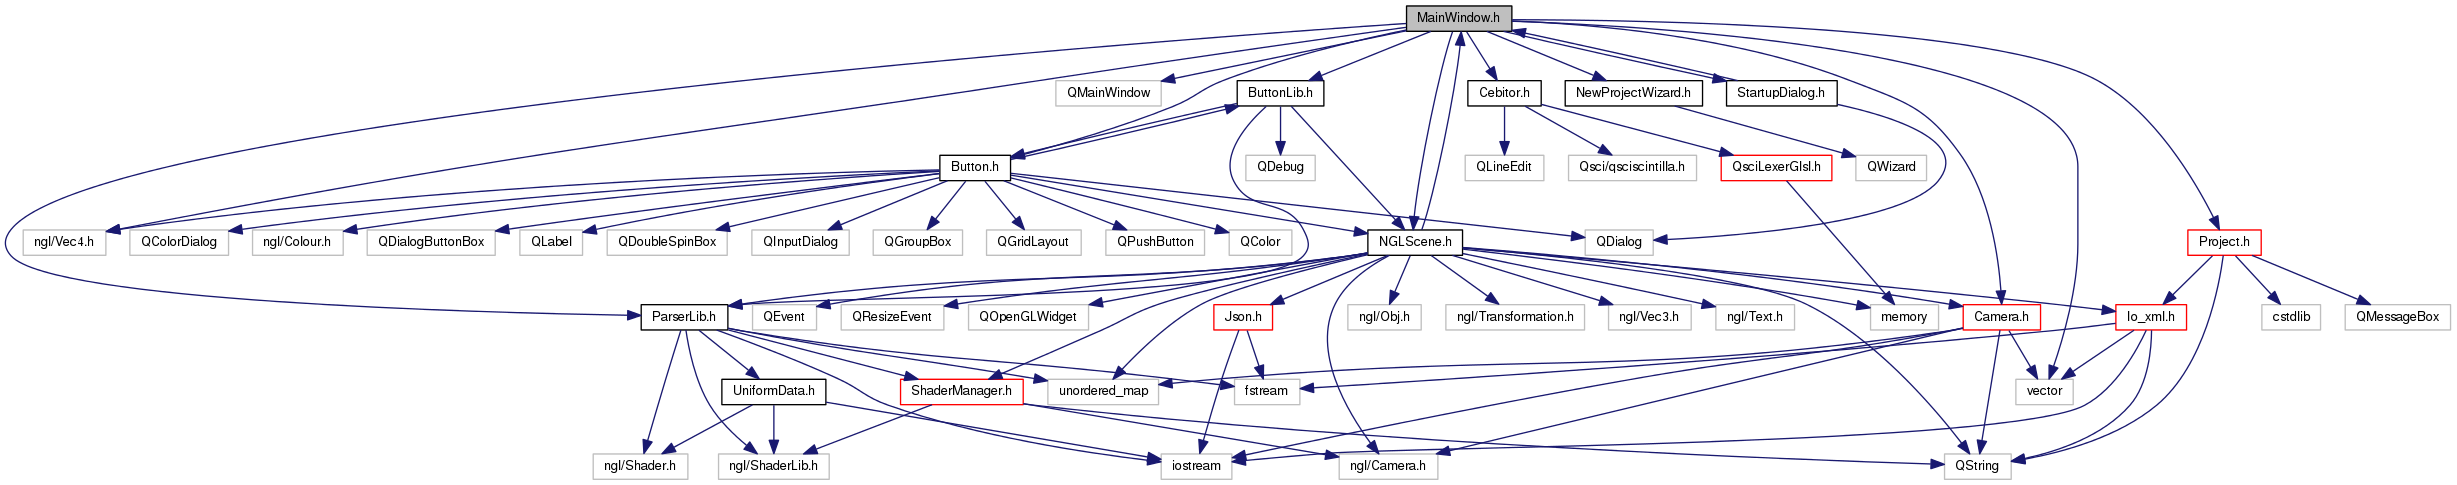 MainWindow.h
QMainWindow
ButtonLib.h
Cebitor.h
NewProjectWizard.h
StartupDialog.h
Button.h
QDebug
QLineEdit
Qsci/qsciscintilla.h
QsciLexerGlsl.h
QWizard
ngl/Vec4.h
QColorDialog
ngl/Colour.h
QDialogButtonBox
QLabel
QDoubleSpinBox
QInputDialog
QGroupBox
QGridLayout
QPushButton
QColor
NGLScene.h
QDialog
Project.h
ParserLib.h
QEvent
QResizeEvent
QOpenGLWidget
Json.h
ngl/Obj.h
ngl/Transformation.h
ngl/Vec3.h
ngl/Text.h
memory
Camera.h
Io_xml.h
cstdlib
QMessageBox
UniformData.h
ShaderManager.h
unordered_map
fstream
vector
ngl/Shader.h
ngl/ShaderLib.h
iostream
ngl/Camera.h
QString